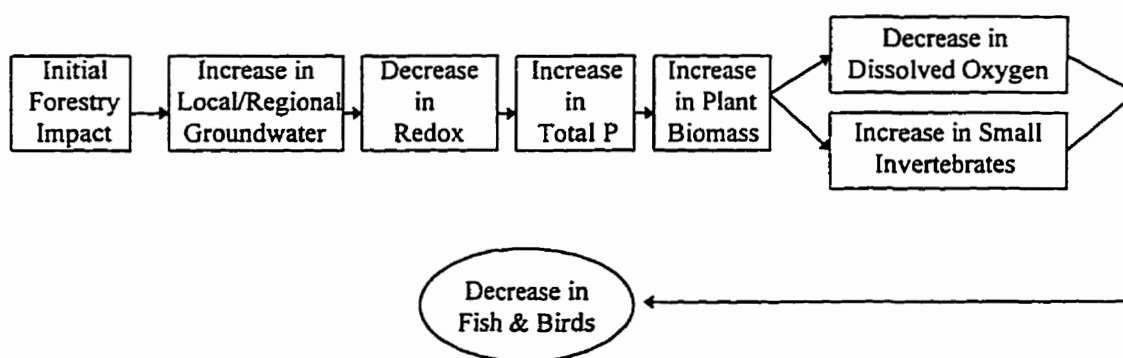 Initial
Forestry
Impact
Increase in
Local/Regional
Groundwater
Decrease
in
Redox
Increase
in
Total P
Increase
in Plant
Biomass
Decrease in
Dissolved Oxygen
Increase in Small
Invertebrates
Decrease in
Fish & Birds